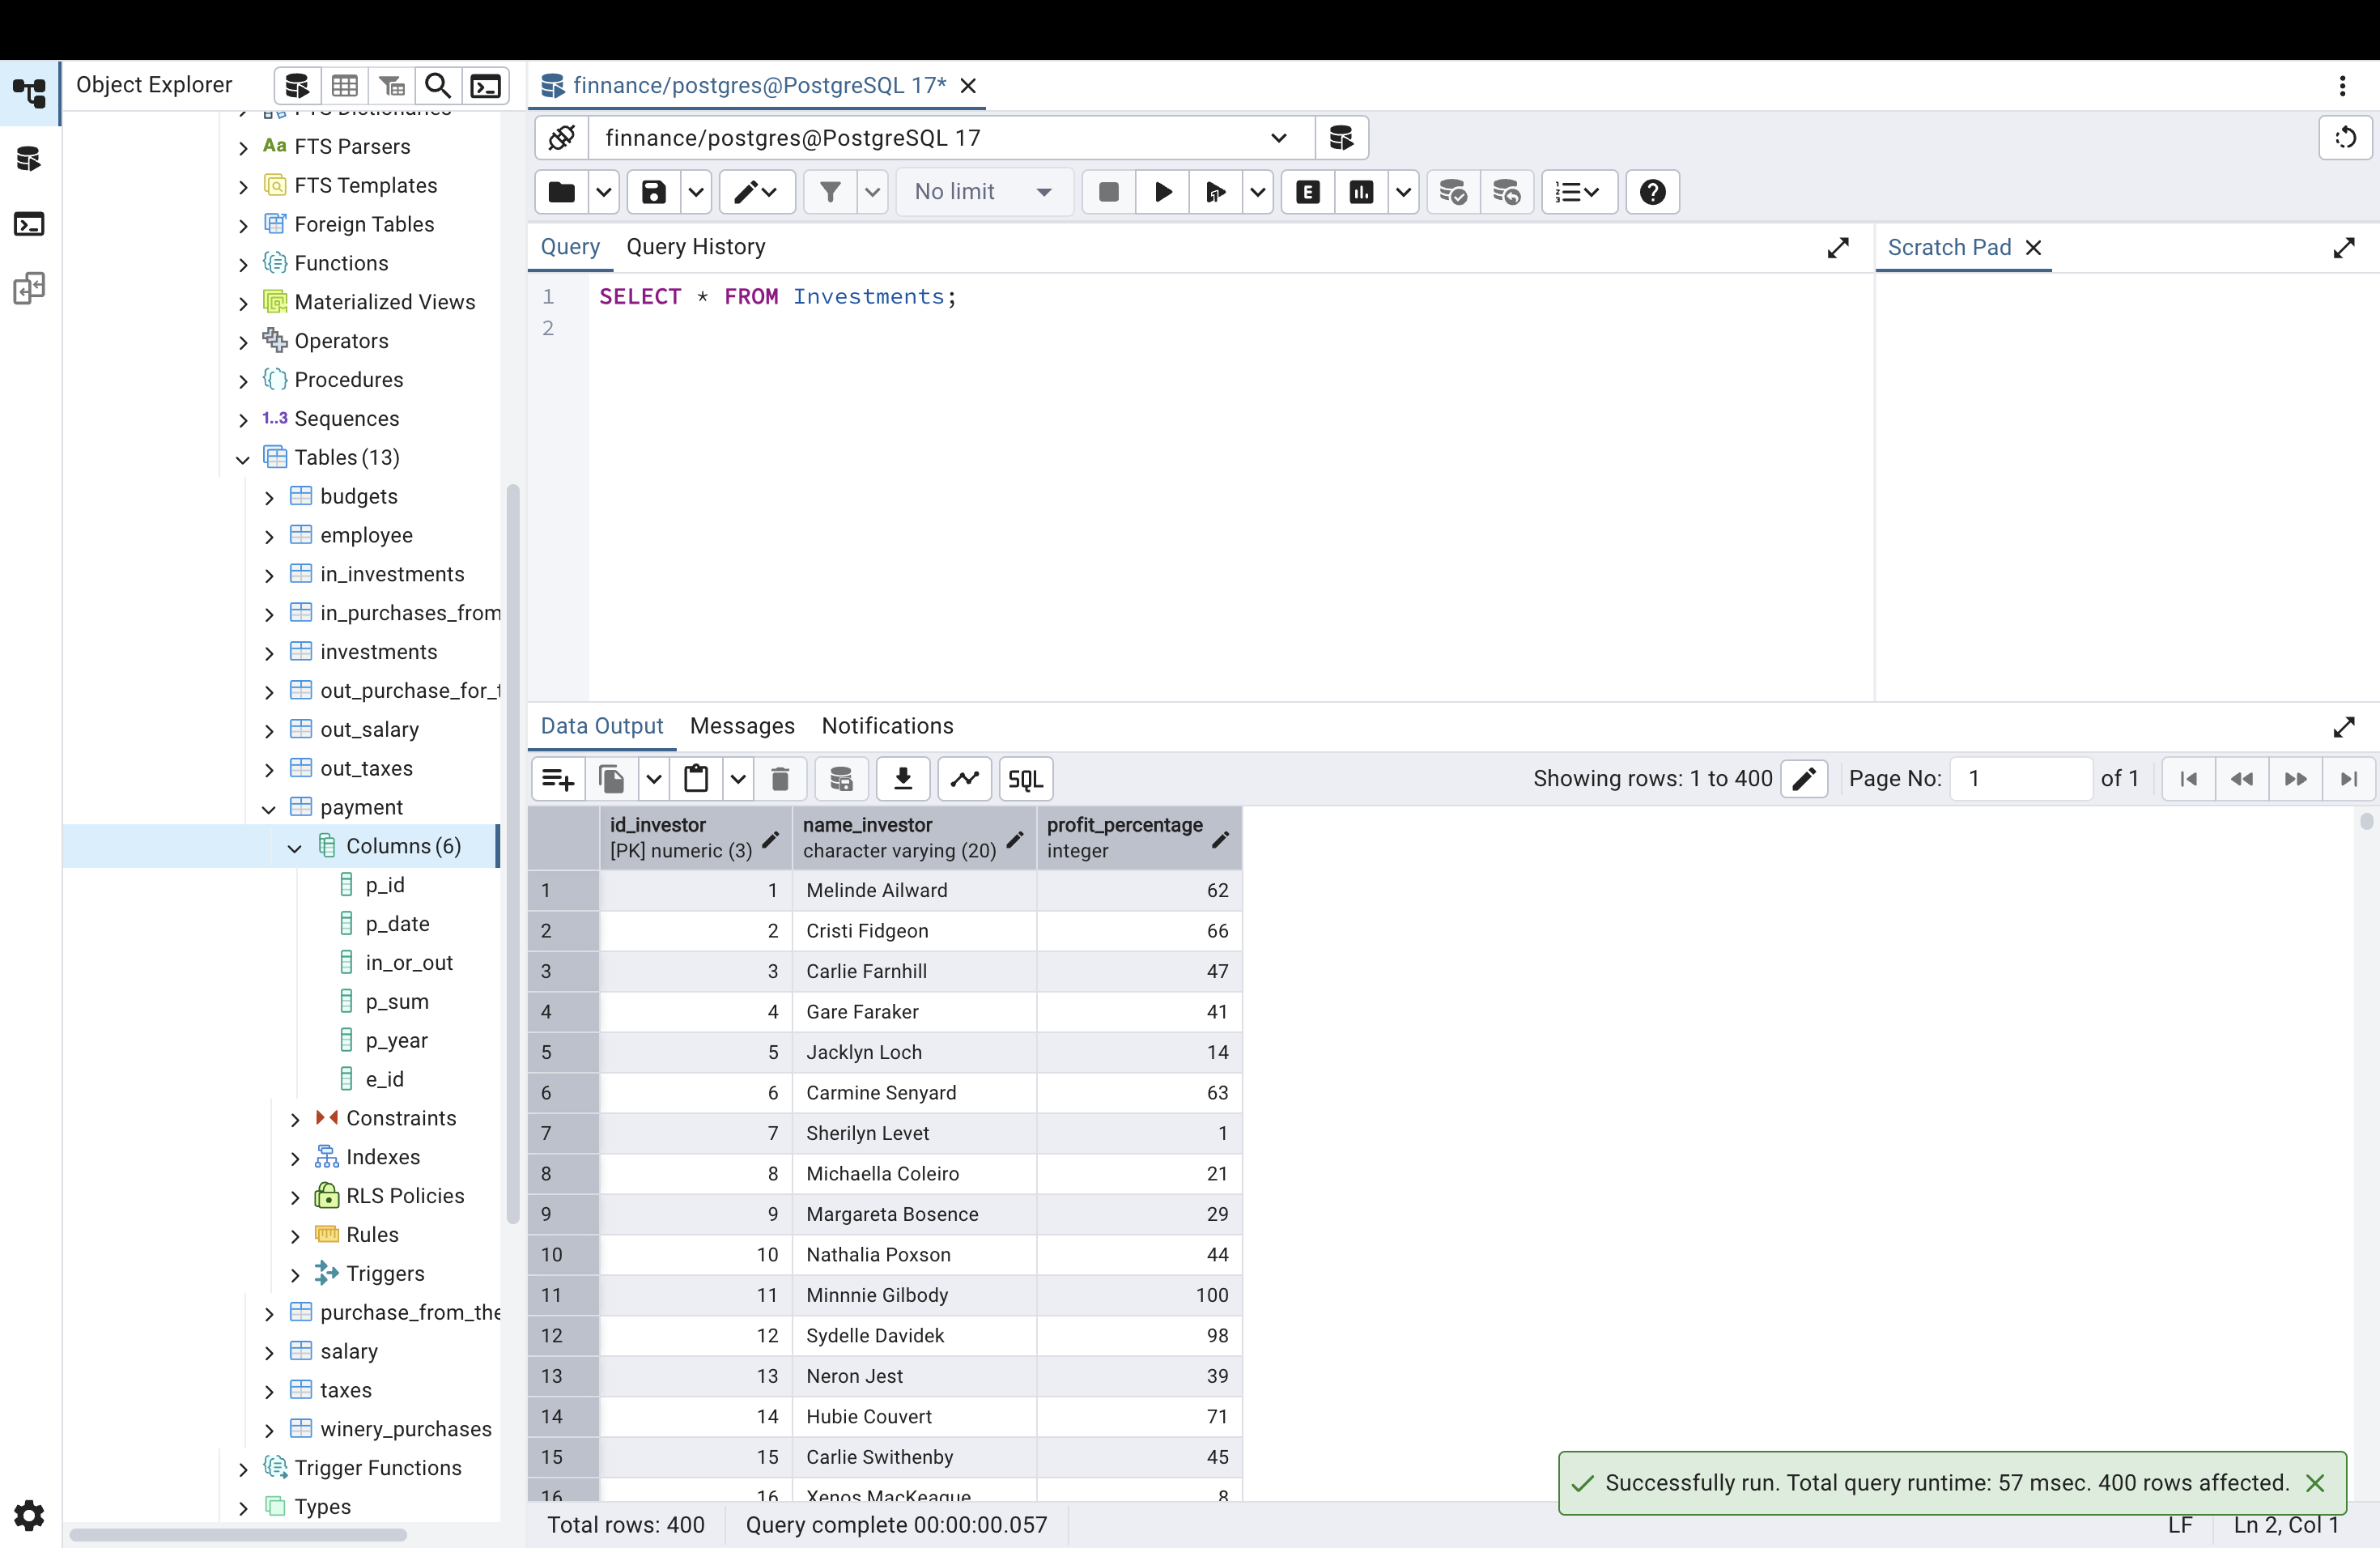 Object Explorer
FTS Dictionaries
Aa FTS Parsers
FTS Templates
Foreign Tables
Functions
Materialized Views
Operators
Procedures
1..3 Sequences
Tables (13)
budgets
employee
in_investments
in_purchases_from
investments
out_purchase_for_t
out_salary
out_taxes
payment
Columns (6)
p_id
p_date
in_or_out
p_sum
p_year
e_id
Constraints
Indexes
RLS Policies
Rules
Triggers
purchase_from_the
salary
taxes
winery_purchases
Trigger Functions
Types
finnance/postgres@PostgreSQL 17*
finnance/postgres@PostgreSQL 17
No limit
E
Query Query History
Scratch Pad
1 SELECT * FROM Investments;
2
Data Output Messages Notifications
SQL
Showing rows: 1 to 400
Page No: 1 of 1
id_investor name_investor profit_percentage
[PK] numeric (3) character varying (20) integer
1 1 Melinde Ailward 62
2 2 Cristi Fidgeon 66
3 3 Carlie Farnhill 47
4 4 Gare Faraker 41
5 5 Jacklyn Loch 14
6 6 Carmine Senyard 63
7 7 Sherilyn Levet 1
8 8 Michaella Coleiro 21
9 9 Margareta Bosence 29
10 10 Nathalia Poxson 44
11 11 Minnnie Gilbody 100
12 12 Sydelle Davidek 98
13 13 Neron Jest 39
14 14 Hubie Couvert 71
15 15 Carlie Swithenby 45
16 16 Xenos MacKeague 8
Successfully run. Total query runtime: 57 msec. 400 rows affected.
Total rows: 400 Query complete 00:00:00.057
LF Ln 2, Col 1